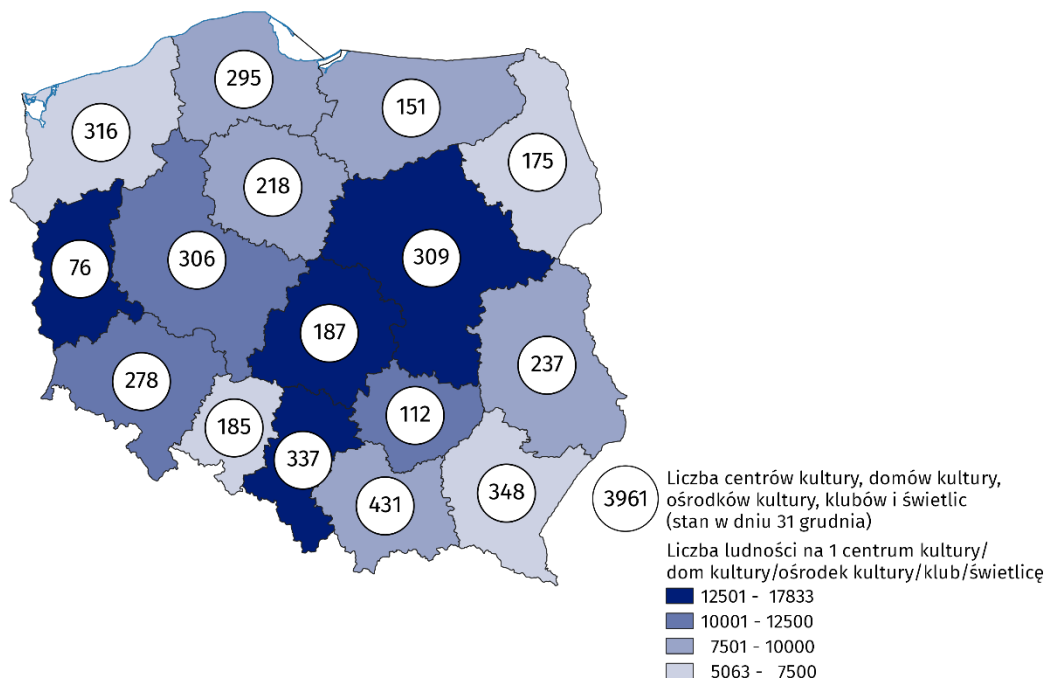 295
151
316
175
218
309
306
76
187
237
278
112
185
337
348
431
3961
Liczba centrów kultury, domów kultury,
ośrodków kultury, klubów i świetlic
(stan w dniu 31 grudnia)
Liczba ludności na 1 centrum kultury/
dom kultury/ośrodek kultury/klub/świetlicę
12501 - 17833
10001 - 12500
7501 - 10000
5063 - 7500